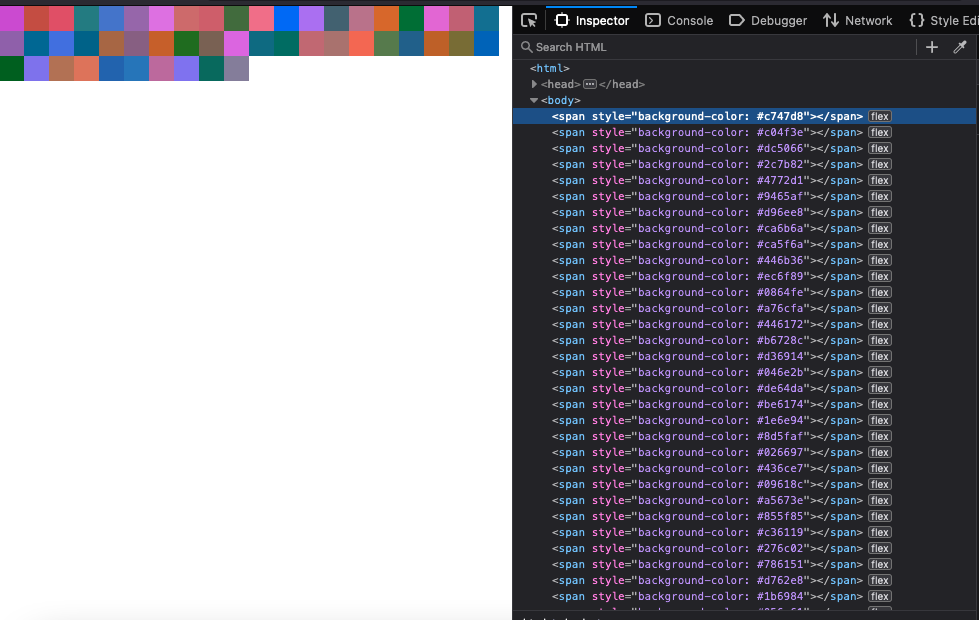 Inspector Console Debugger Network {} Style Edi
Search HTML
<html>
<head> ... </head>
<body>
<span style="background-color: #c747d8"></span> flex
<span style="background-color: #c04f3e"></span> flex
<span style="background-color: #dc5066"></span> flex
<span style="background-color: #2c7b82"></span> flex
<span style="background-color: #4772d1"></span> flex
<span style="background-color: #9465af"></span> flex
<span style="background-color: #d96ee8"></span> flex
<span style="background-color: #ca6b6a"></span> flex
<span style="background-color: #ca5f6a"></span> flex
<span style="background-color: #446b36"></span> flex
<span style="background-color: #ec6f89"></span> flex
<span style="background-color: #0864fe"></span> flex
<span style="background-color: #a76cfa"></span> flex
<span style="background-color: #446172"></span> flex
<span style="background-color: #b6728c"></span> flex
<span style="background-color: #d36914"></span> flex
<span style="background-color: #046e2b"></span> flex
<span style="background-color: #de64da"></span> flex
<span style="background-color: #be6174"></span> flex
<span style="background-color: #1e6e94"></span> flex
<span style="background-color: #8d5faf"></span> flex
<span style="background-color: #026697"></span> flex
<span style="background-color: #436ce7"></span> flex
<span style="background-color: #09618c"></span> flex
<span style="background-color: #a5673e"></span> flex
<span style="background-color: #855f85"></span> flex
<span style="background-color: #c36119"></span> flex
<span style="background-color: #276c02"></span> flex
<span style="background-color: #786151"></span> flex
<span style="background-color: #d762e8"></span> flex
<span style="background-color: #1b6984"></span> flex